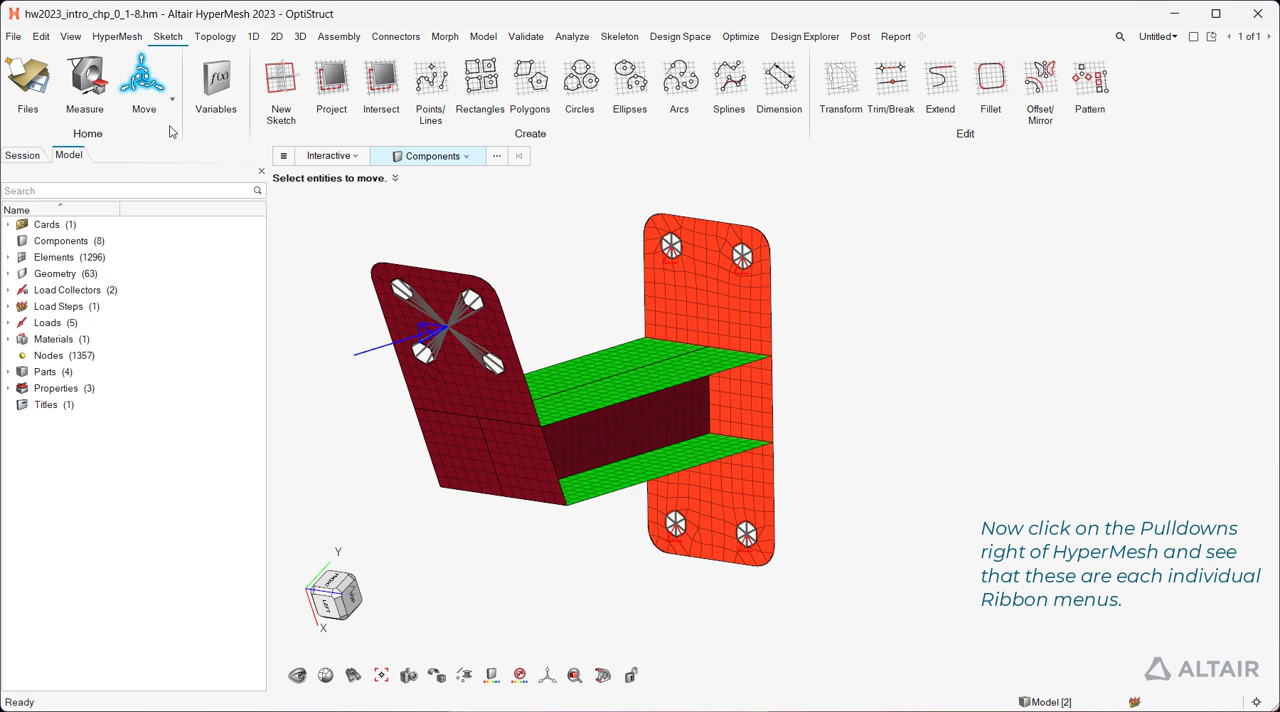 hw2023_intro_chp_0_1-8.hm - Altair HyperMesh 2023 - OptiStruct
File Edit View HyperMesh Sketch Topology 1D 2D 3D Assembly Connectors Morph Model Validate Analyze Skeleton Design Space Optimize Design Explorer Post Report Untitled 1 of 1
Files Measure Move Variables New Sketch Project Intersect Points/Lines Rectangles Polygons Circles Ellipses Arcs Splines Dimension Transform Trim/Break Extend Fillet Offset/Mirror Pattern
Home Create Edit
Session Model Interactive Components
Select entities to move.
Search
Name
Cards (1)
Components (8)
Elements (1296)
Geometry (63)
Load Collectors (2)
Load Steps (1)
Loads (5)
Materials (1)
Nodes (1357)
Parts (4)
Properties (3)
Titles (1)
Now click on the Pulldowns
right of HyperMesh and see
that these are each individual
Ribbon menus.
Y
LEFT
X
ALTAIR
Ready Model [2]